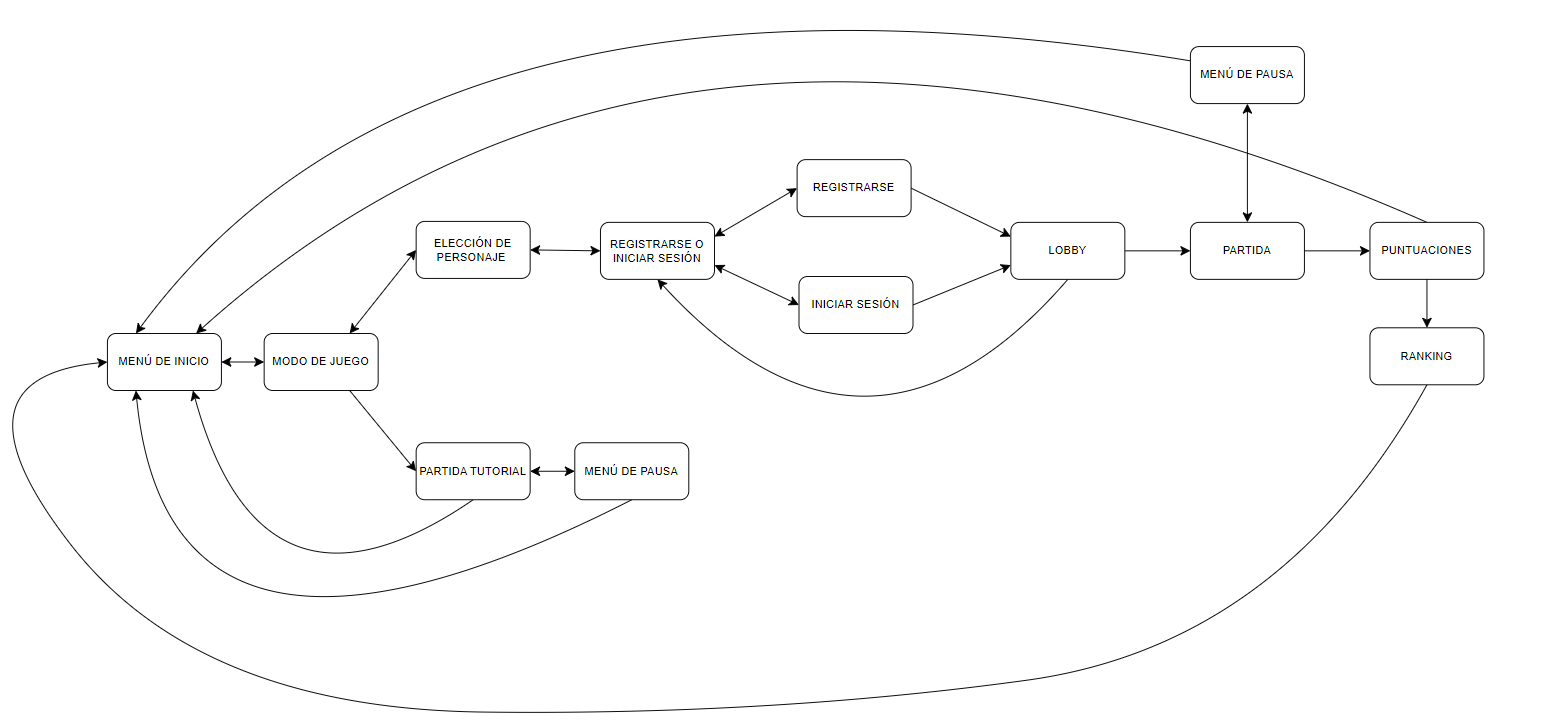 MENÚ DE PAUSA
REGISTRARSE
ELECCIÓN DE
PERSONAJE
REGISTRARSE O
INICIAR SESIÓN
LOBBY
PARTIDA
PUNTUACIONES
INICIAR SESIÓN
MENÚ DE INICIO
MODO DE JUEGO
RANKING
PARTIDA TUTORIAL
MENÚ DE PAUSA